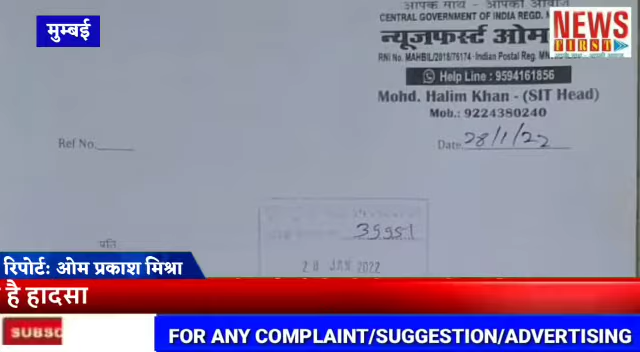 आपके साथ - आपकी आवाज
मुम्बई
CENTRAL GOVERNMENT OF INDIA REGD.
NEWS
FIRST
न्यूजफर्स्ट ओम
RNI No. MAHBIL/2018/76174 - Indian Postal Reg. MN
Help Line : 9594161856
Mohd. Halim Khan - (SIT Head)
Mob.: 9224380240
Ref No.
Date. 28/1/22
35951
28 JAN 2022
प्रति
रिपोर्ट: ओम प्रकाश मिश्रा
है हादसा
SUBSC
FOR ANY COMPLAINT/SUGGESTION/ADVERTISING